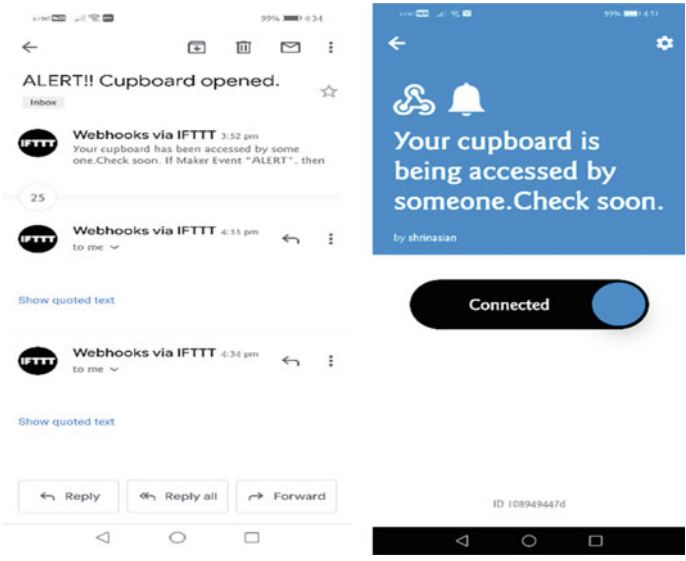 99% 4:34
ALERT!! Cupboard opened.
Inbox
IFTTT
Webhooks via IFTTT 3:52 pm
Your cupboard has been accessed by some
one.Check soon. If Maker Event "ALERT", then
25
IFTTT
Webhooks via IFTTT 4:33 pm
to me
Show quoted text
IFTTT
Webhooks via IFTTT 4:34 pm
to me
Show quoted text
Reply
Reply all
Forward
99% 4:51
Your cupboard is
being accessed by
someone.Check soon.
by shrinasian
Connected
ID 108949447d